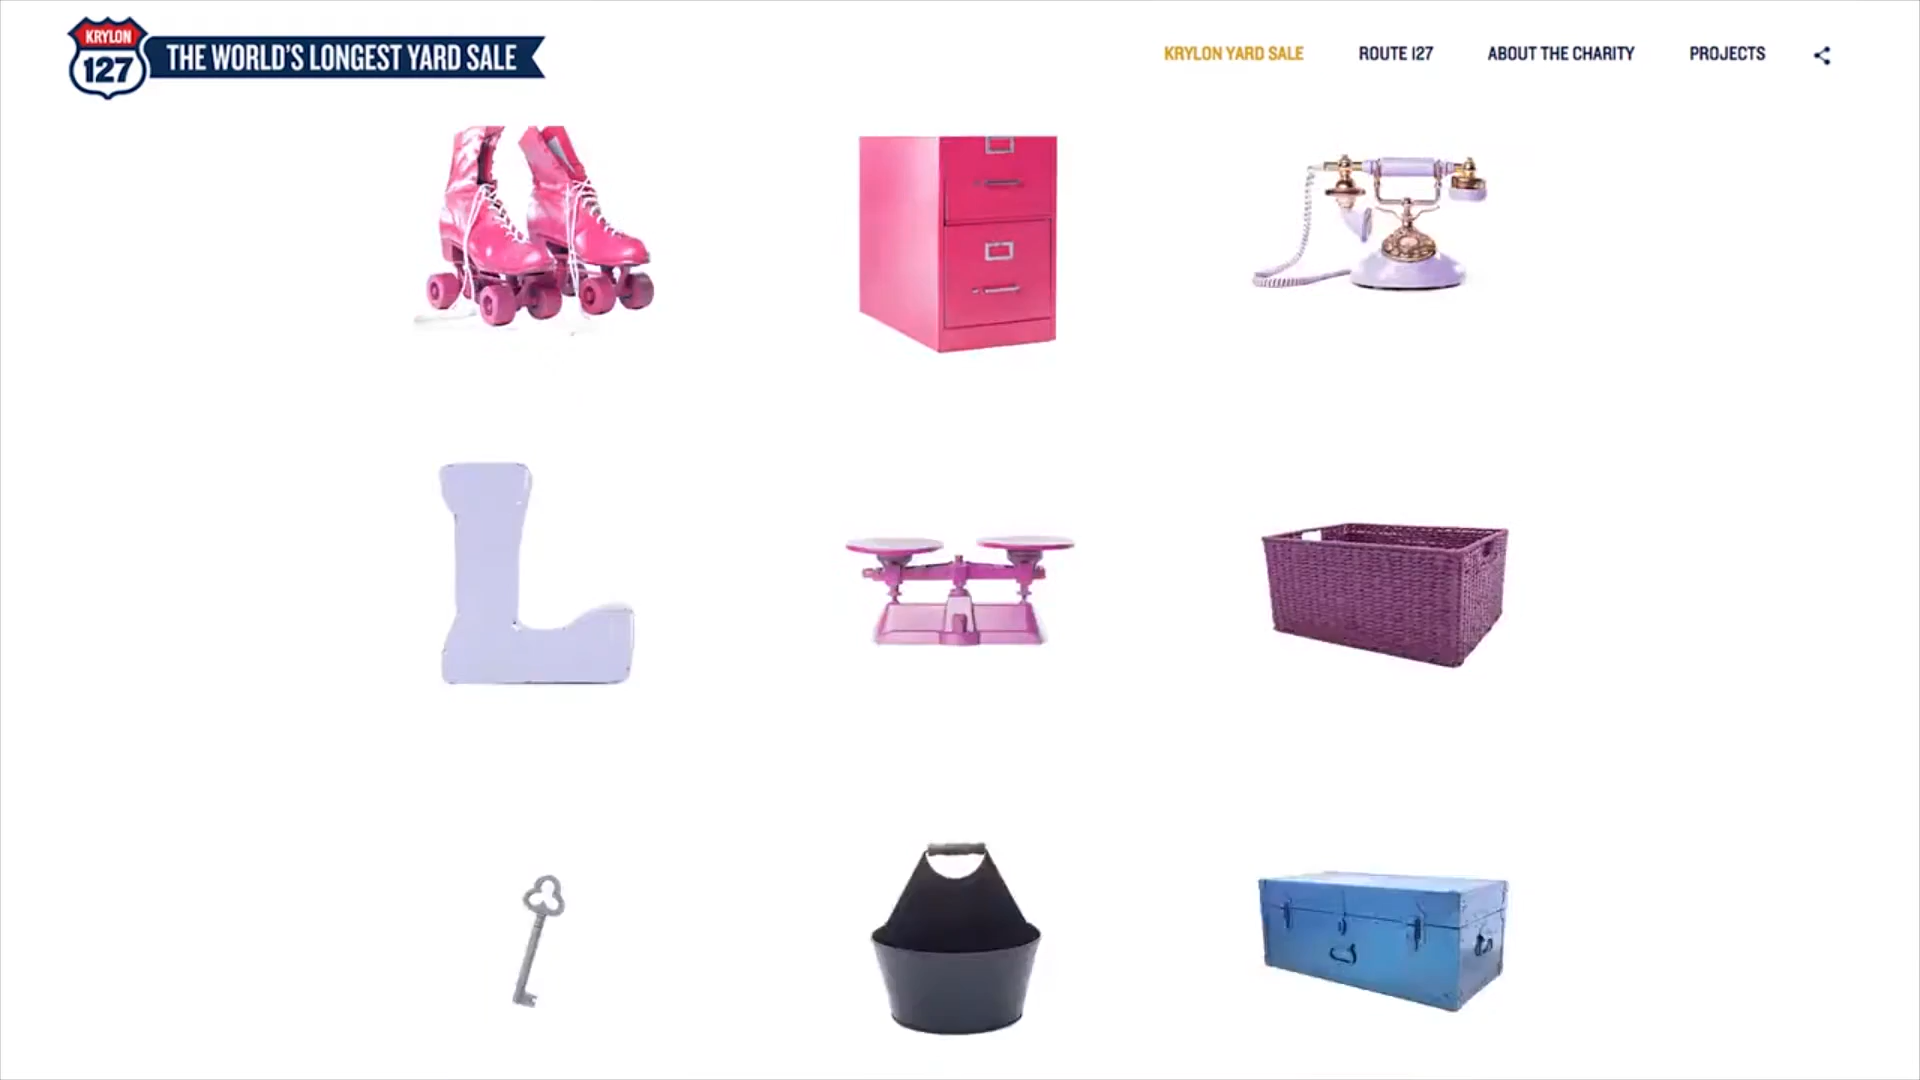 KRYLON
127
THE WORLD'S LONGEST YARD SALE
KRYLON YARD SALE
ROUTE 127
ABOUT THE CHARITY
PROJECTS
L